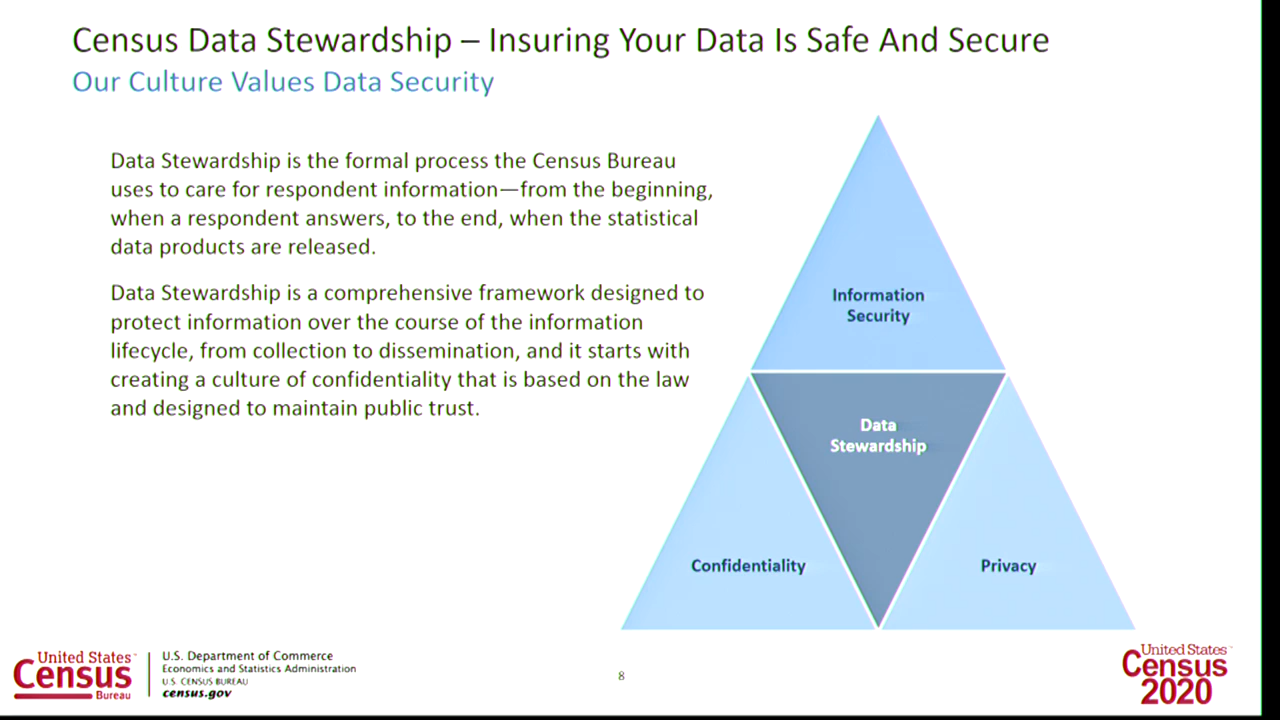 Census Data Stewardship – Insuring Your Data Is Safe And Secure
Our Culture Values Data Security
Data Stewardship is the formal process the Census Bureau
uses to care for respondent information—from the beginning,
when a respondent answers, to the end, when the statistical
data products are released.
Data Stewardship is a comprehensive framework designed to
protect information over the course of the information
lifecycle, from collection to dissemination, and it starts with
creating a culture of confidentiality that is based on the law
and designed to maintain public trust.
Information
Security
Data
Stewardship
Confidentiality
Privacy
United States
Census
Bureau
U.S. Department of Commerce
Economics and Statistics Administration
U.S. CENSUS BUREAU
census.gov
8
United States
Census
2020